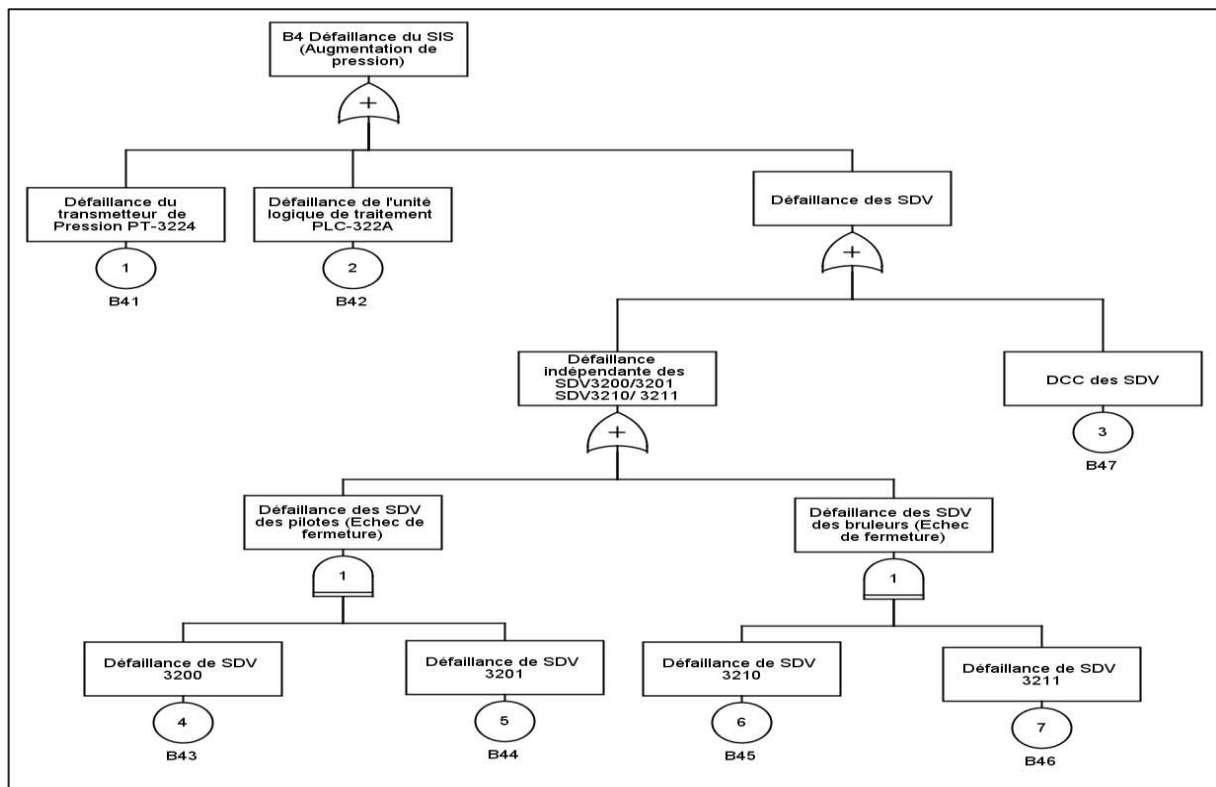 B4 Défaillance du SIS
(Augmentation de
pression)
+
Défaillance du
transmetteur de
Pression PT-3224
1
B41
Défaillance de l'unité
logique de traitement
PLC-322A
2
B42
Défaillance des SDV
+
Défaillance
indépendante des
SDV3200/3201
SDV3210/ 3211
+
DCC des SDV
3
B47
Défaillance des SDV
des pilotes (Echec de
fermeture)
1
Défaillance des SDV
des bruleurs (Echec
de fermeture)
1
Défaillance de SDV
3200
4
B43
Défaillance de SDV
3201
5
B44
Défaillance de SDV
3210
6
B45
Défaillance de SDV
3211
7
B46